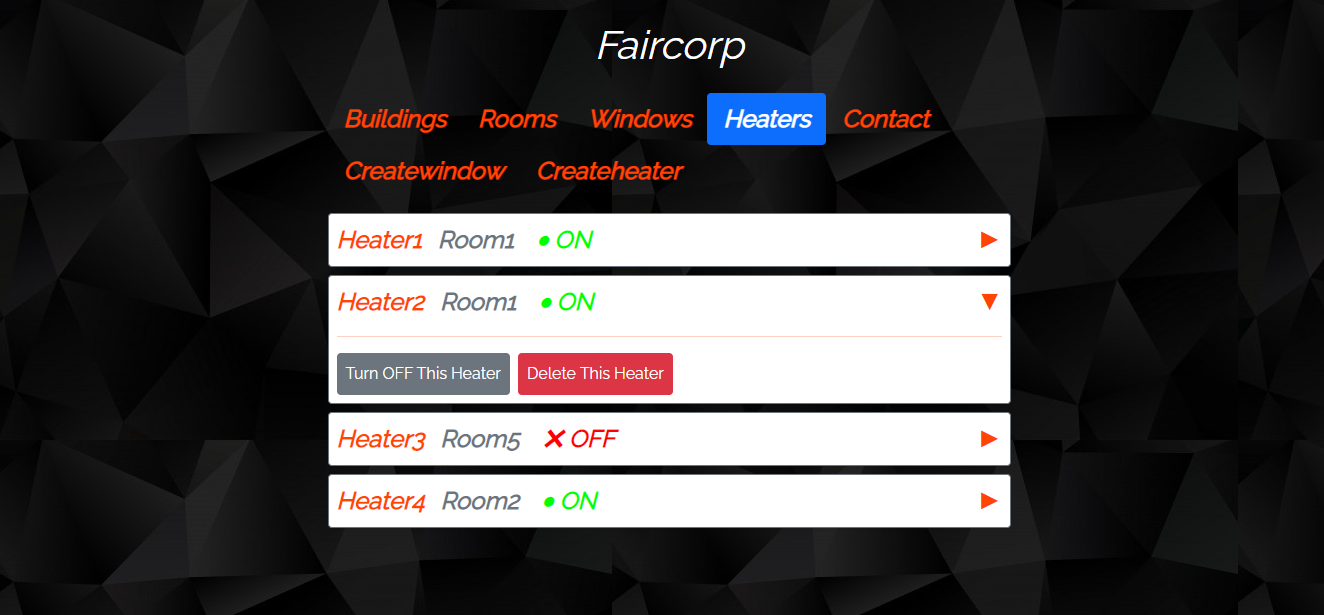 Faircorp
Buildings Rooms Windows Heaters Contact
Createwindow Createheater
Heater1 Room1 ● ON ▶
Heater2 Room1 ● ON ▼
Turn OFF This Heater Delete This Heater
Heater3 Room5 ✕ OFF ▶
Heater4 Room2 ● ON ▶